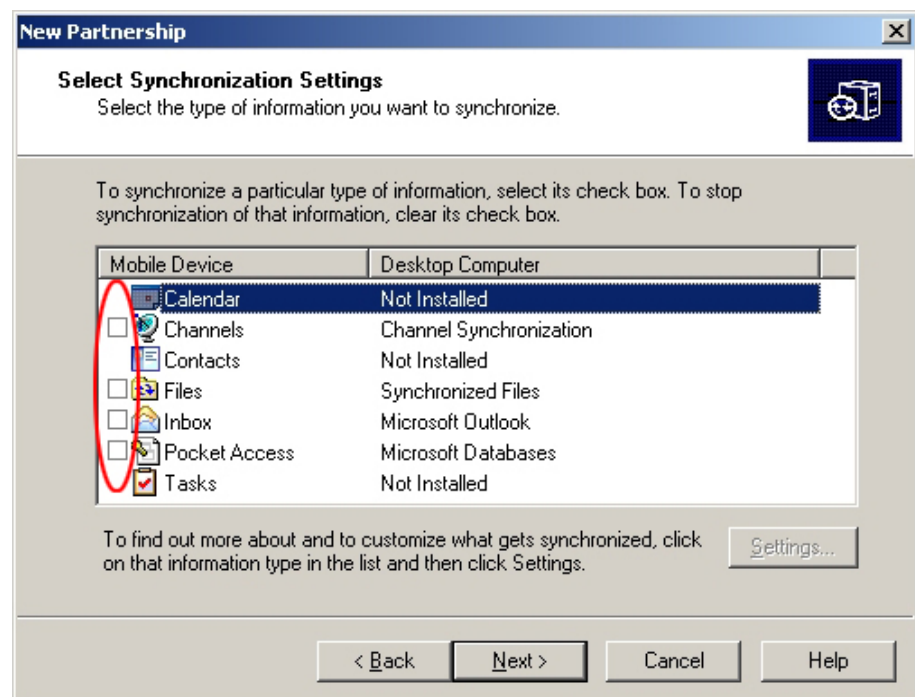 New Partnership
Select Synchronization Settings
Select the type of information you want to synchronize.
To synchronize a particular type of information, select its check box. To stop
synchronization of that information, clear its check box.
Mobile Device Desktop Computer
Calendar Not Installed
Channels Channel Synchronization
Contacts Not Installed
Files Synchronized Files
Inbox Microsoft Outlook
Pocket Access Microsoft Databases
Tasks Not Installed
To find out more about and to customize what gets synchronized, click
on that information type in the list and then click Settings.
Settings...
< Back Next > Cancel Help